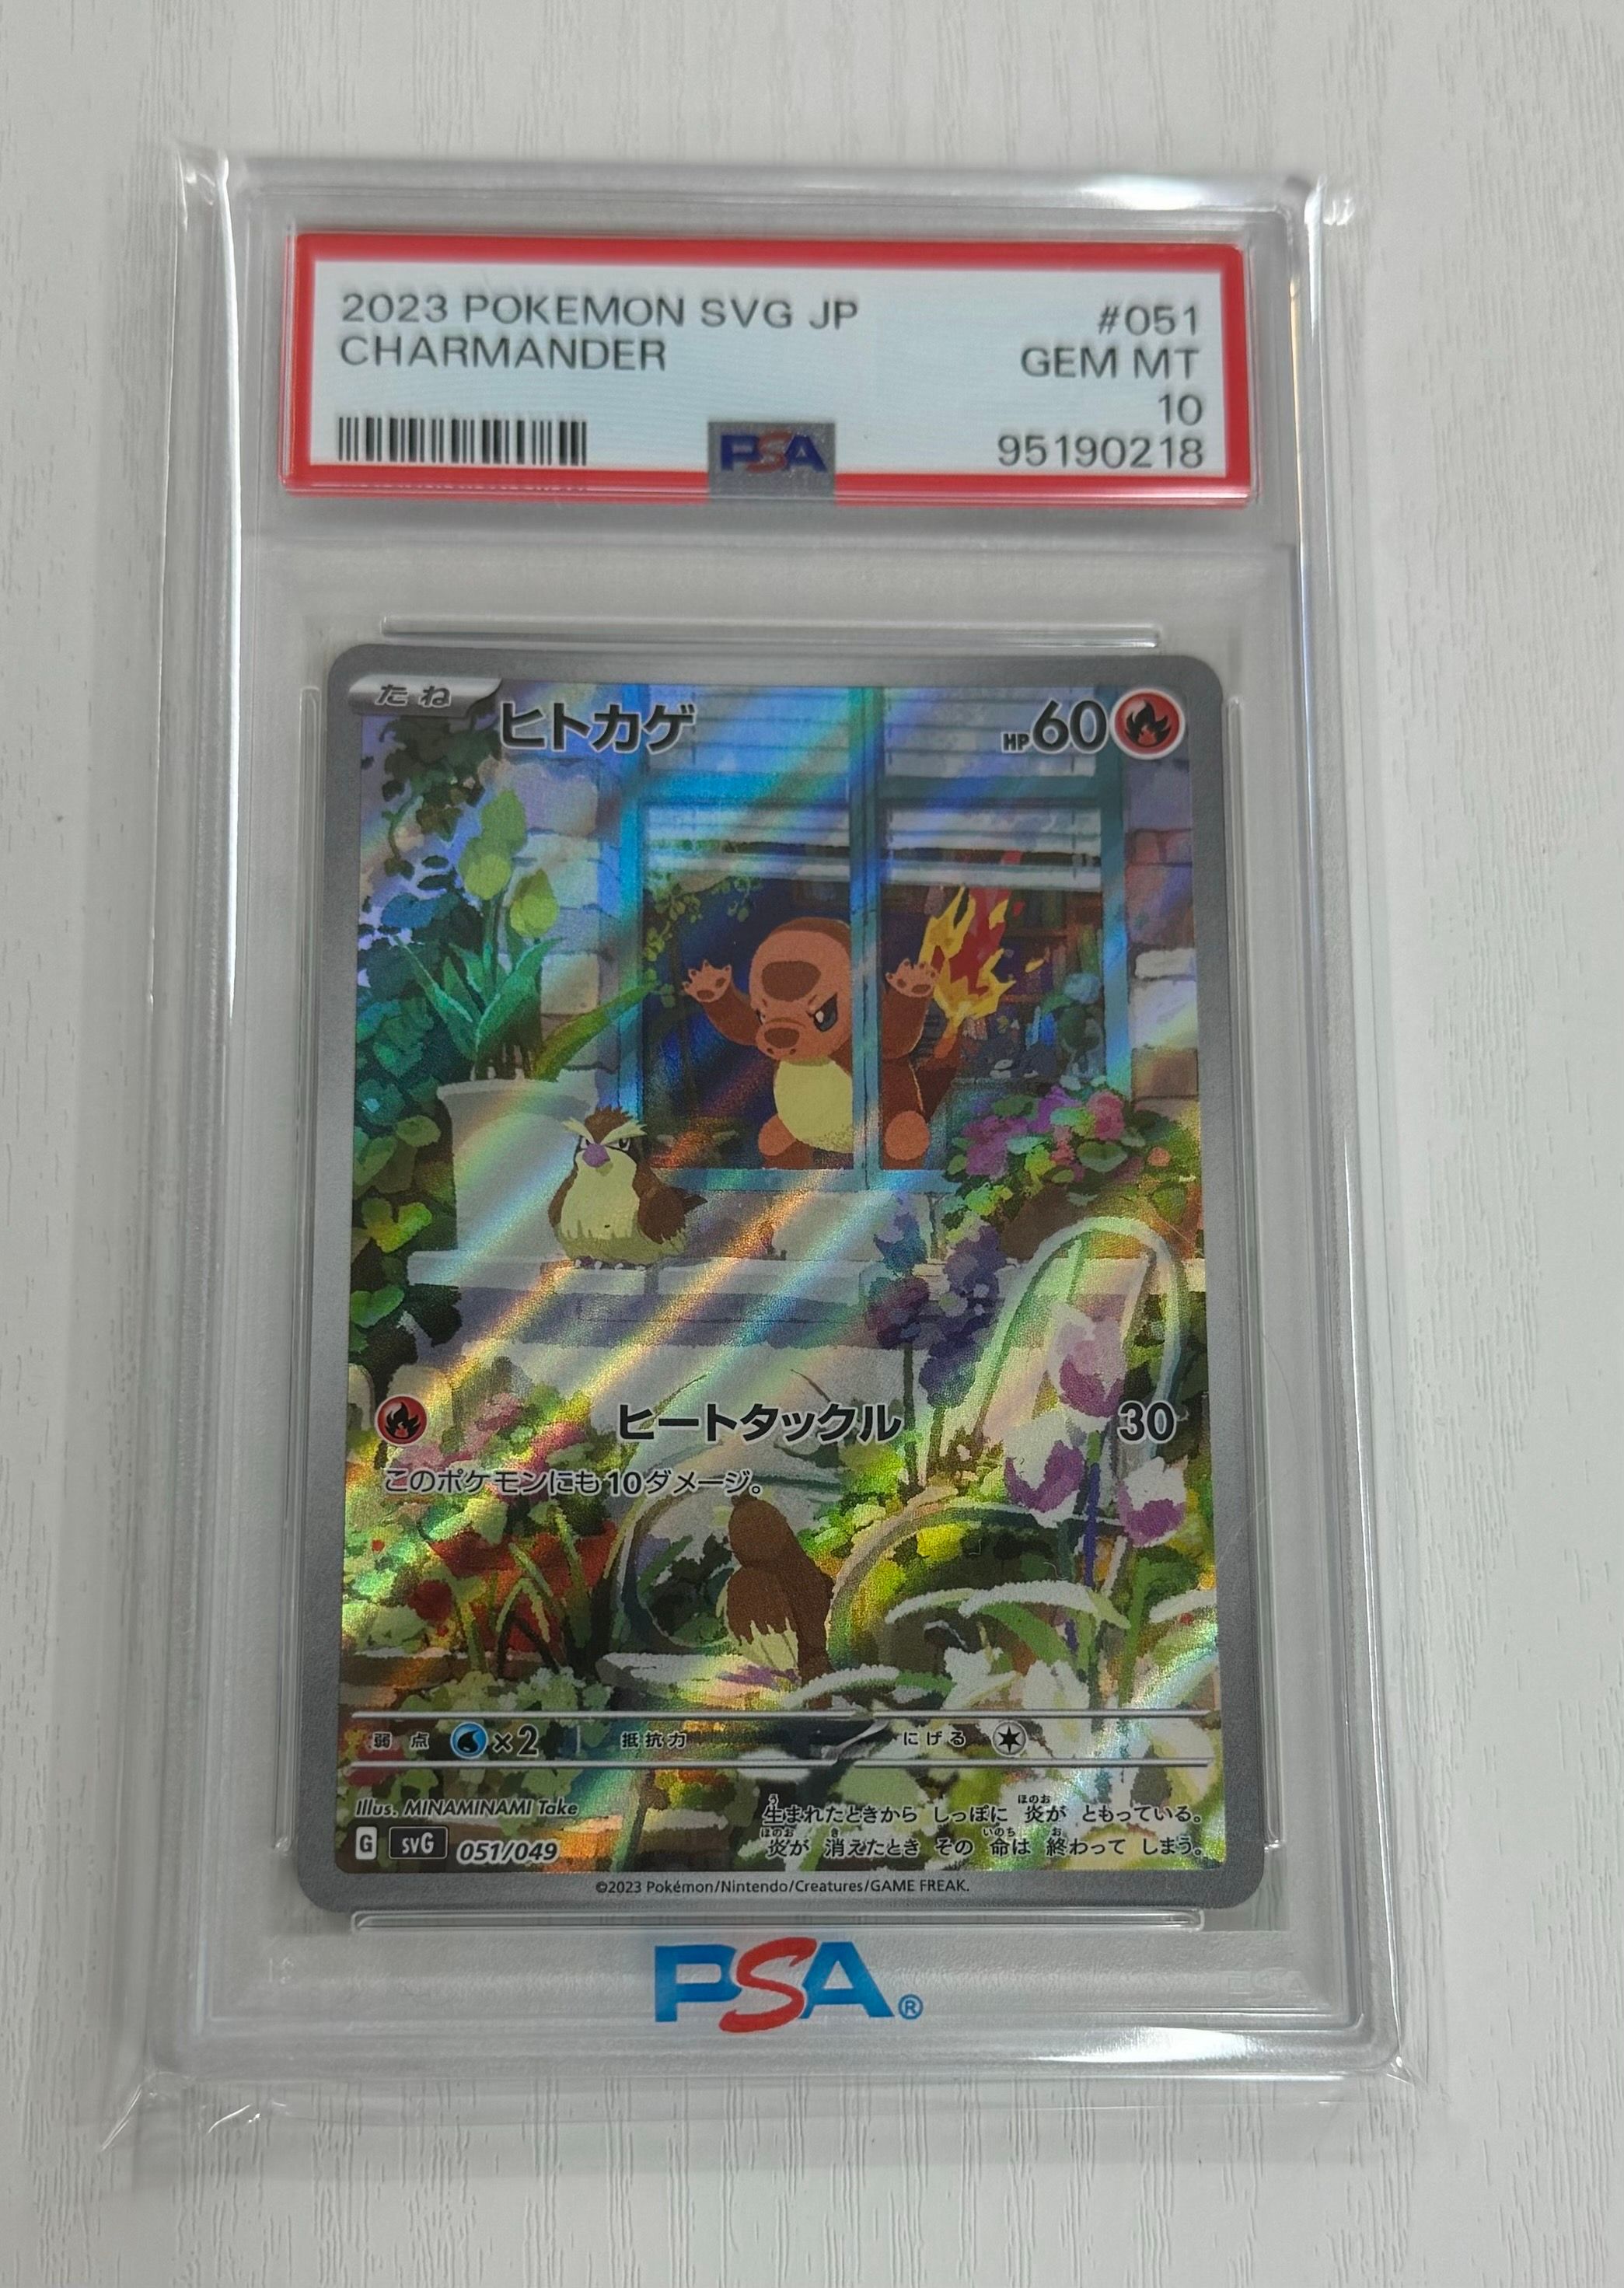 2023 POKEMON SVG JP #051
CHARMANDER GEM MT
10
PSA 95190218
たね ヒトカゲ HP60
ヒートタックル 30
このポケモンにも10ダメージ。
弱点 ×2 抵抗力 にげる
Illus. MINAMINAMI Take
G svG 051/049
生まれたときから しっぽに 炎が ともっている。
炎が 消えたとき その 命は 終わって しまう。
©2023 Pokémon/Nintendo/Creatures/GAME FREAK.
PSA®